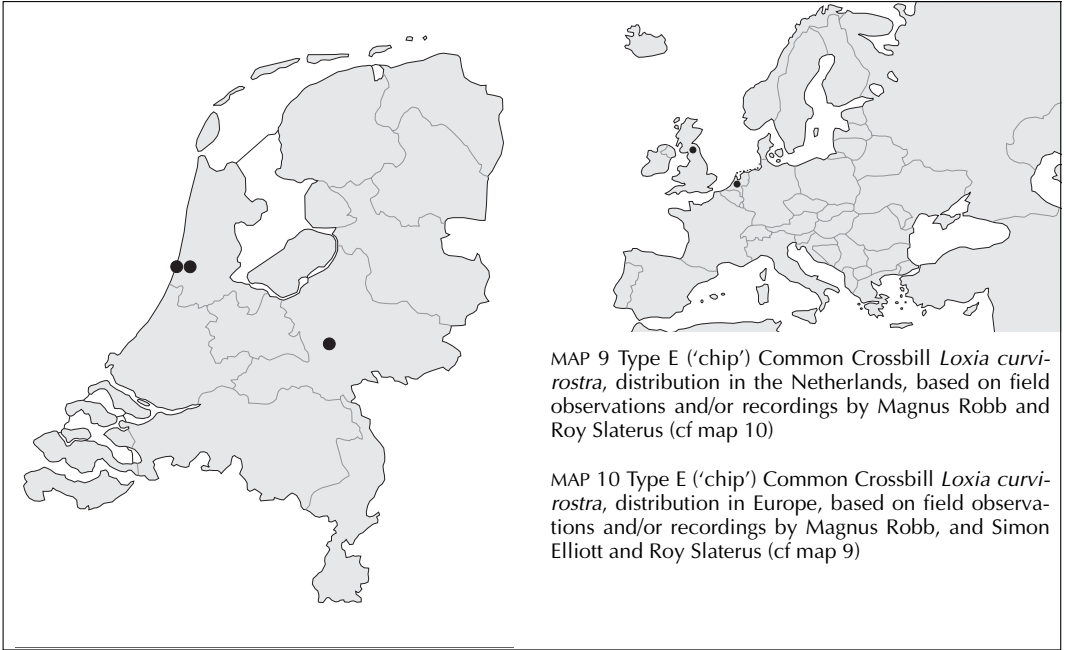 MAP 9 Type E (‘chip’) Common Crossbill Loxia curvi-
rostra, distribution in the Netherlands, based on field
observations and/or recordings by Magnus Robb and
Roy Slaterus (cf map 10)
MAP 10 Type E (‘chip’) Common Crossbill Loxia curvi-
rostra, distribution in Europe, based on field observa-
tions and/or recordings by Magnus Robb, and Simon
Elliott and Roy Slaterus (cf map 9)